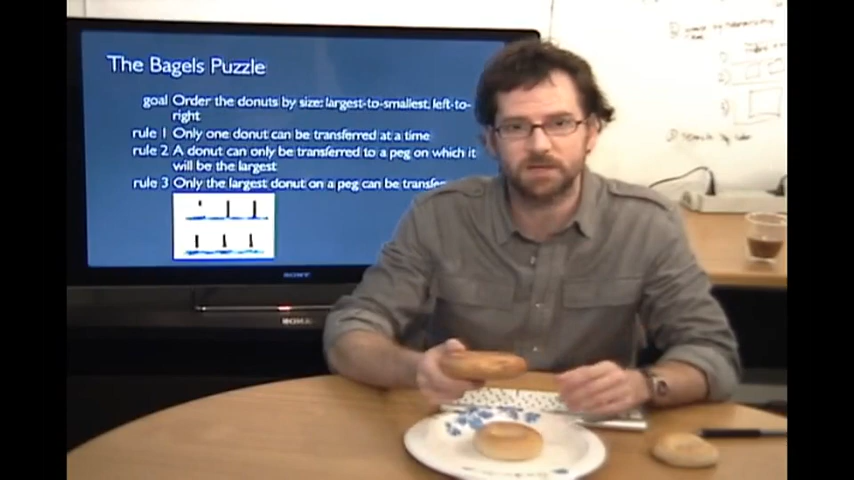 The Bagels Puzzle
goal Order the donuts by size: largest-to-smallest, left-to-
right
rule 1 Only one donut can be transferred at a time
rule 2 A donut can only be transferred to a peg on which it
will be the largest
rule 3 Only the largest donut on a peg can be
SONY